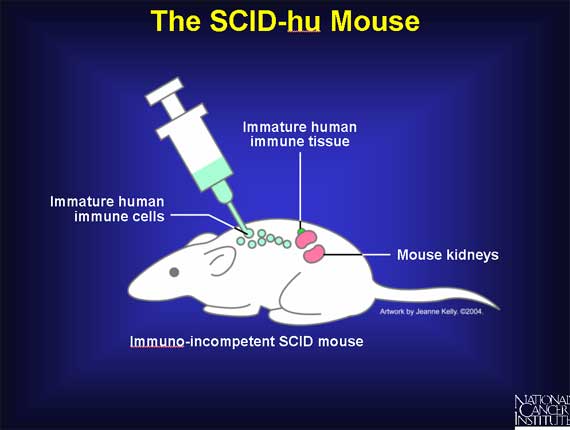 The SCID-hu Mouse
Immature human
immune tissue
Immature human
immune cells
Mouse kidneys
Artwork by Jeanne Kelly. ©2004.
Immuno-incompetent SCID mouse
NATIONAL
CANCER
INSTITUTE